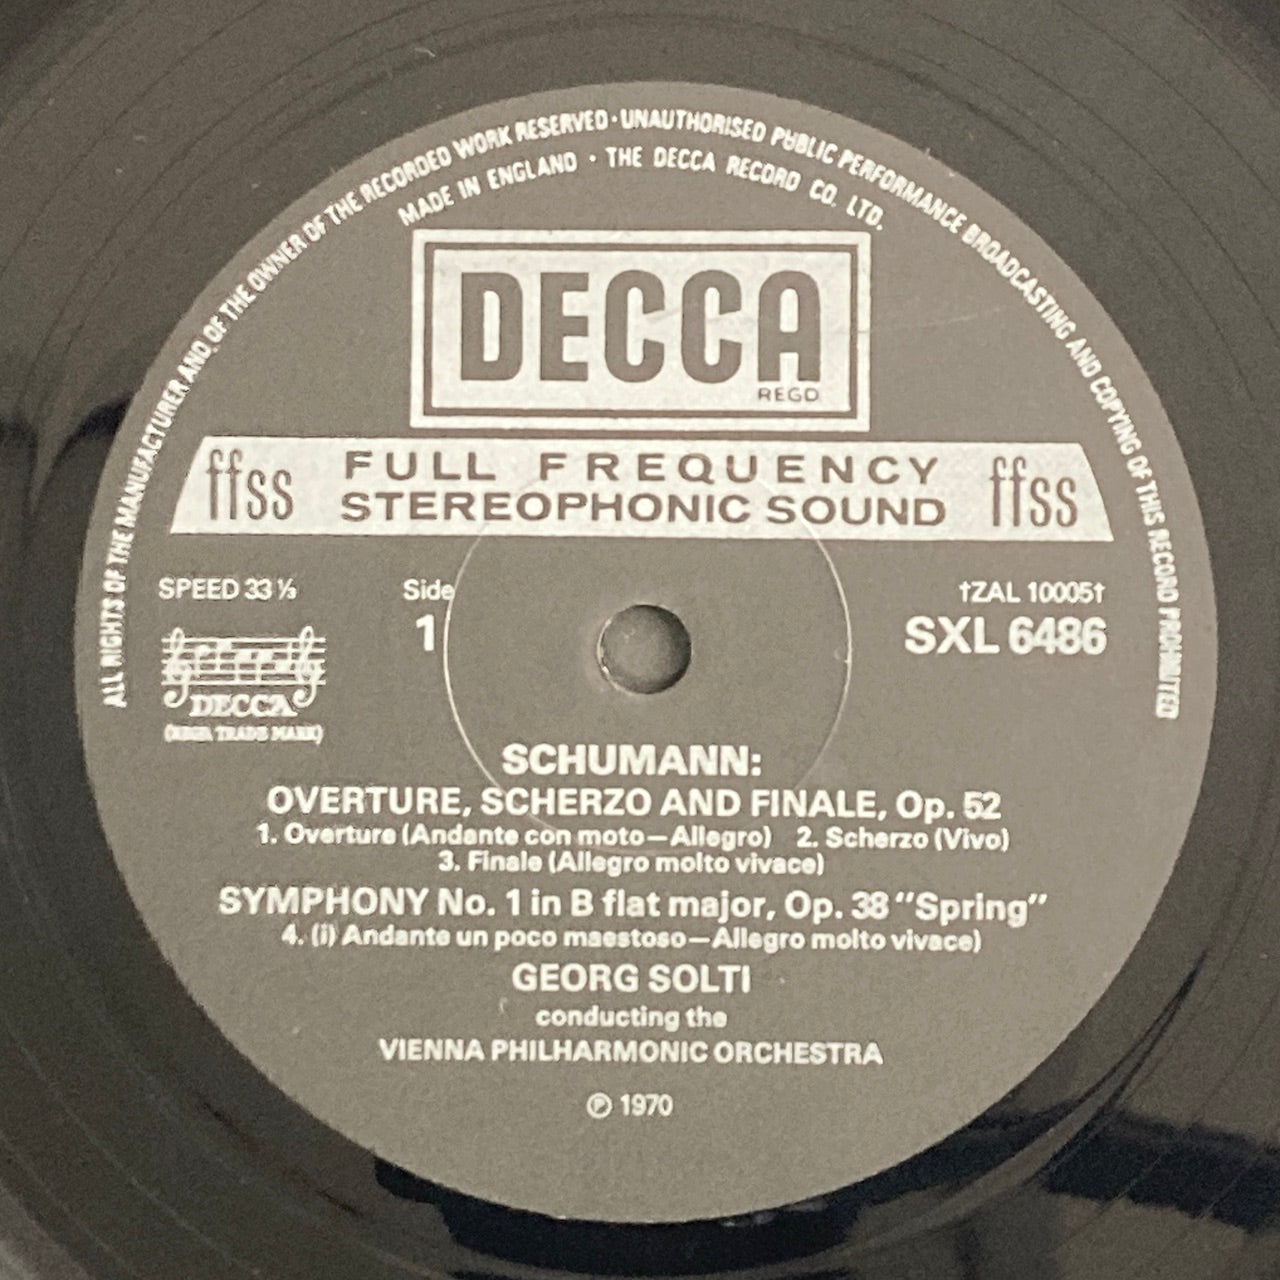 ALL RIGHTS OF THE MANUFACTURER AND OF THE OWNER OF THE RECORDED WORK RESERVED · UNAUTHORISED PUBLIC PERFORMANCE BROADCASTING AND COPYING OF THIS RECORD PROHIBITED
MADE IN ENGLAND · THE DECCA RECORD CO. LTD.
DECCA
REGD
ffss FULL FREQUENCY STEREOPHONIC SOUND ffss
SPEED 33 ⅓ Side 1 †ZAL 10005†
SXL 6486
DECCA
(REGD. TRADE MARK)
SCHUMANN:
OVERTURE, SCHERZO AND FINALE, Op. 52
1. Overture (Andante con moto—Allegro) 2. Scherzo (Vivo)
3. Finale (Allegro molto vivace)
SYMPHONY No. 1 in B flat major, Op. 38 "Spring"
4. (i) Andante un poco maestoso—Allegro molto vivace)
GEORG SOLTI
conducting the
VIENNA PHILHARMONIC ORCHESTRA
℗ 1970